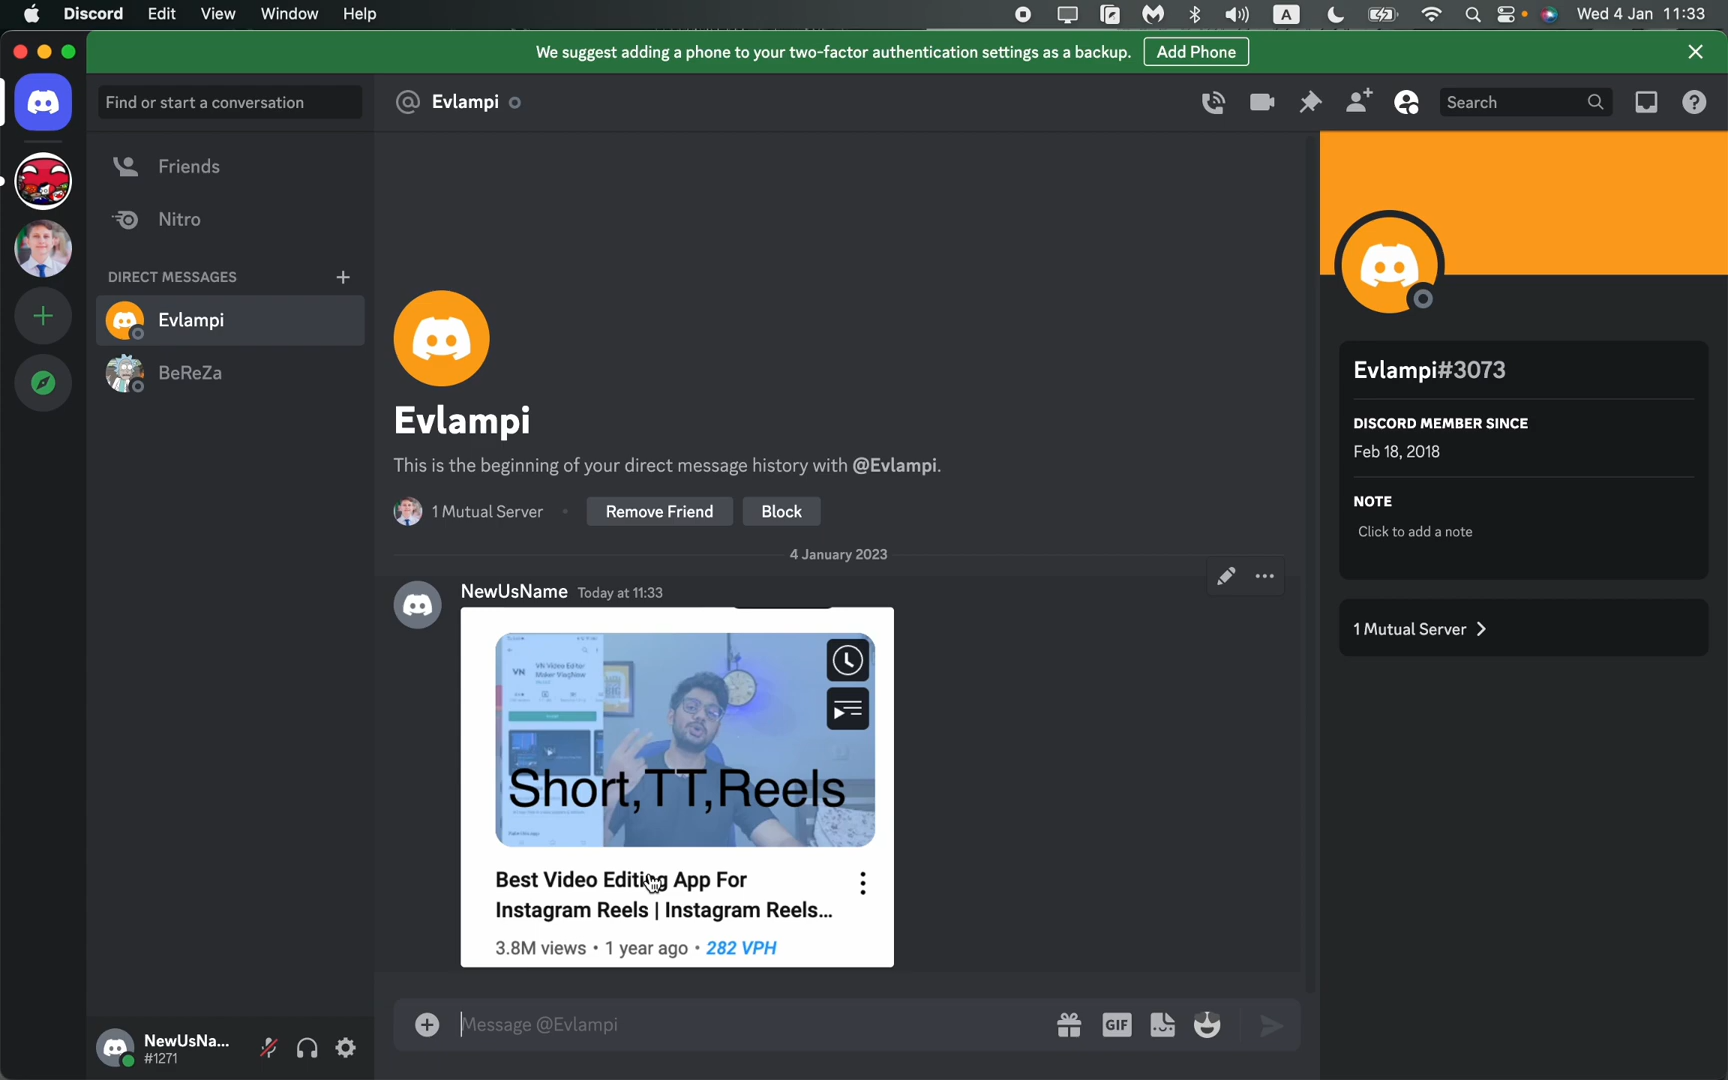 Discord Edit View Window Help
A
Wed 4 Jan 11:33
We suggest adding a phone to your two-factor authentication settings as a backup. Add Phone
Find or start a conversation
@ Evlampi
Search
Friends
Nitro
DIRECT MESSAGES
Evlampi
BeReZa
Evlampi
This is the beginning of your direct message history with @Evlampi.
1 Mutual Server Remove Friend Block
4 January 2023
NewUsName Today at 11:33
VN
VN Video Editor
Short,TT,Reels
Best Video Editing App For
Instagram Reels | Instagram Reels...
3.8M views • 1 year ago • 282 VPH
Message @Evlampi
GIF
NewUsNa...
#1271
Evlampi#3073
DISCORD MEMBER SINCE
Feb 18, 2018
NOTE
Click to add a note
1 Mutual Server